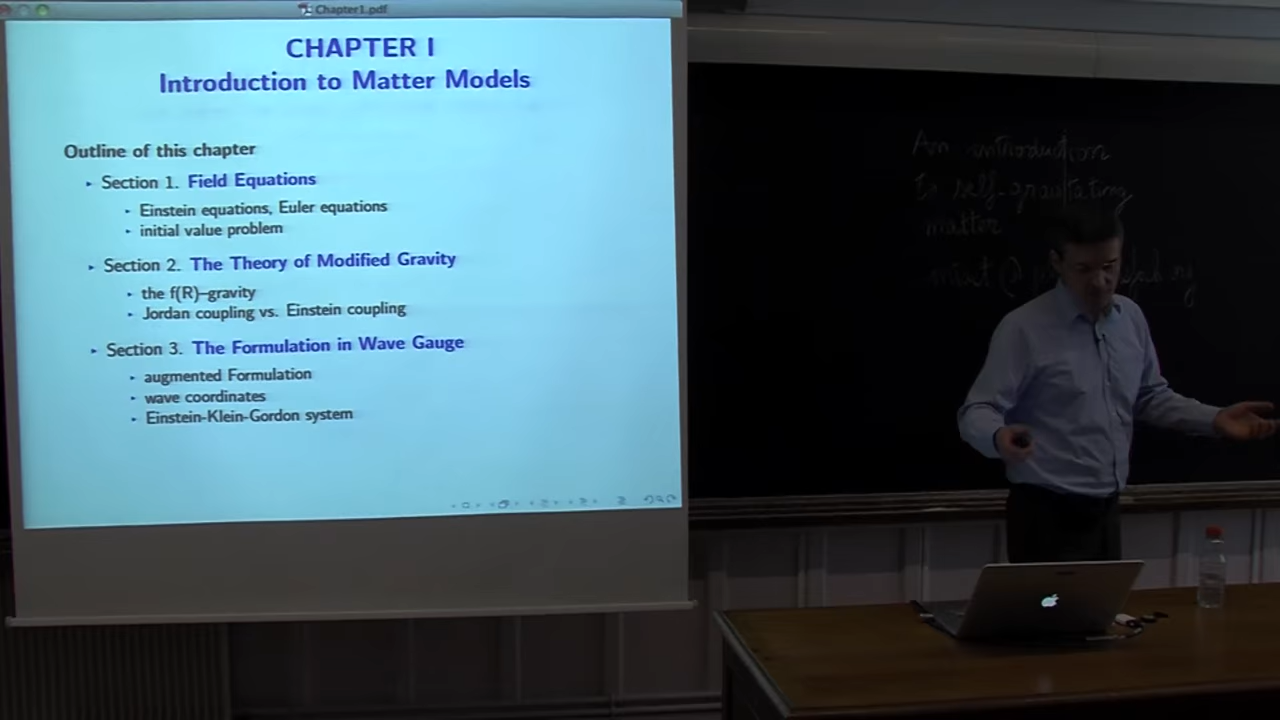 Chapter1.pdf
CHAPTER I
Introduction to Matter Models
Outline of this chapter
Section 1. Field Equations
Einstein equations, Euler equations
initial value problem
Section 2. The Theory of Modified Gravity
the f(R)–gravity
Jordan coupling vs. Einstein coupling
Section 3. The Formulation in Wave Gauge
augmented Formulation
wave coordinates
Einstein-Klein-Gordon system
An introduction
to self-gravitating
matter